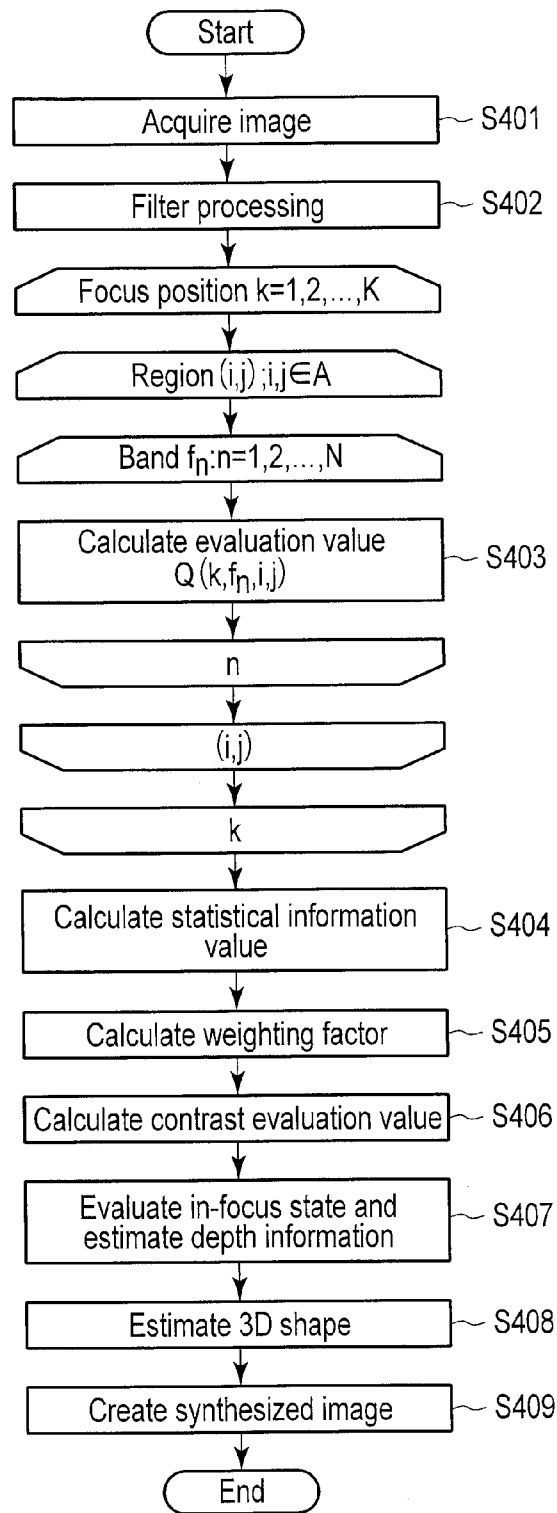 Start
Acquire image
S401
Filter processing
S402
Focus position k=1,2,...,K
Region (i,j);i,j∈A
Band fn:n=1,2,...,N
Calculate evaluation value
Q(k,fn,i,j)
S403
n
(i,j)
k
Calculate statistical information
value
S404
Calculate weighting factor
S405
Calculate contrast evaluation value
S406
Evaluate in-focus state and
estimate depth information
S407
Estimate 3D shape
S408
Create synthesized image
S409
End